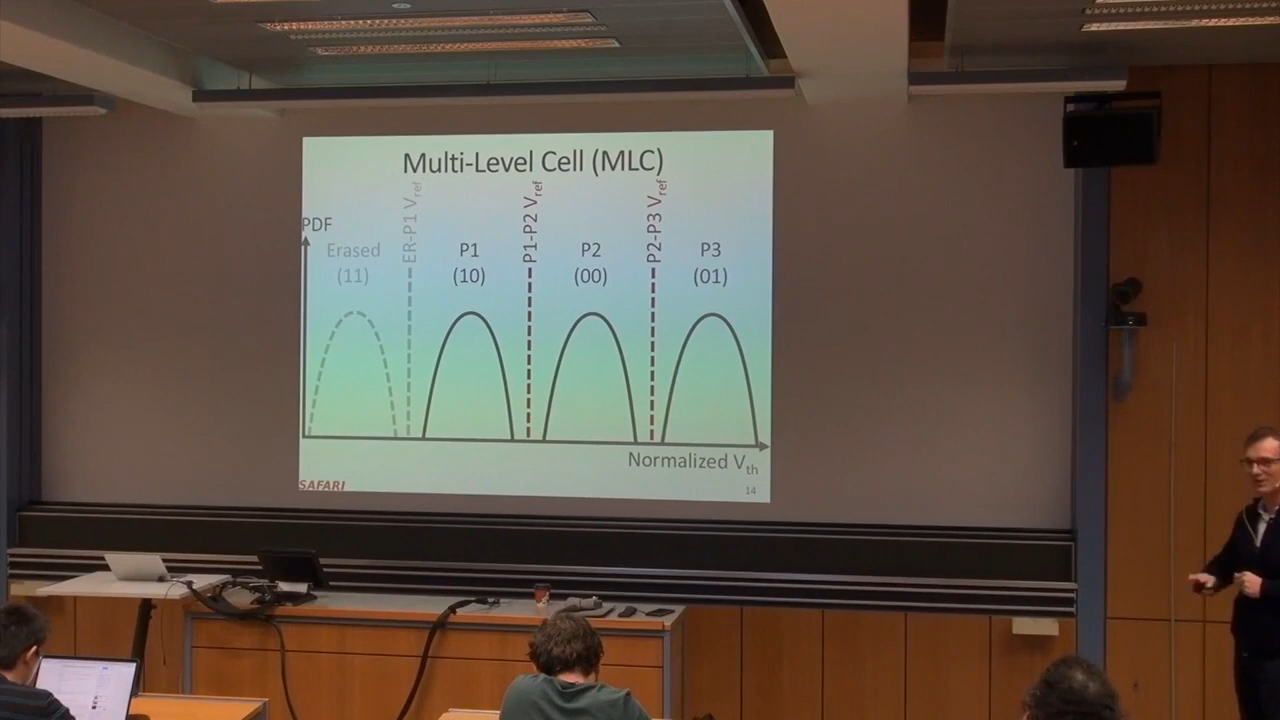 Multi-Level Cell (MLC)
PDF
Erased
(11)
ER-P1 Vref
P1
(10)
P1-P2 Vref
P2
(00)
P2-P3 Vref
P3
(01)
Normalized Vth
SAFARI
14